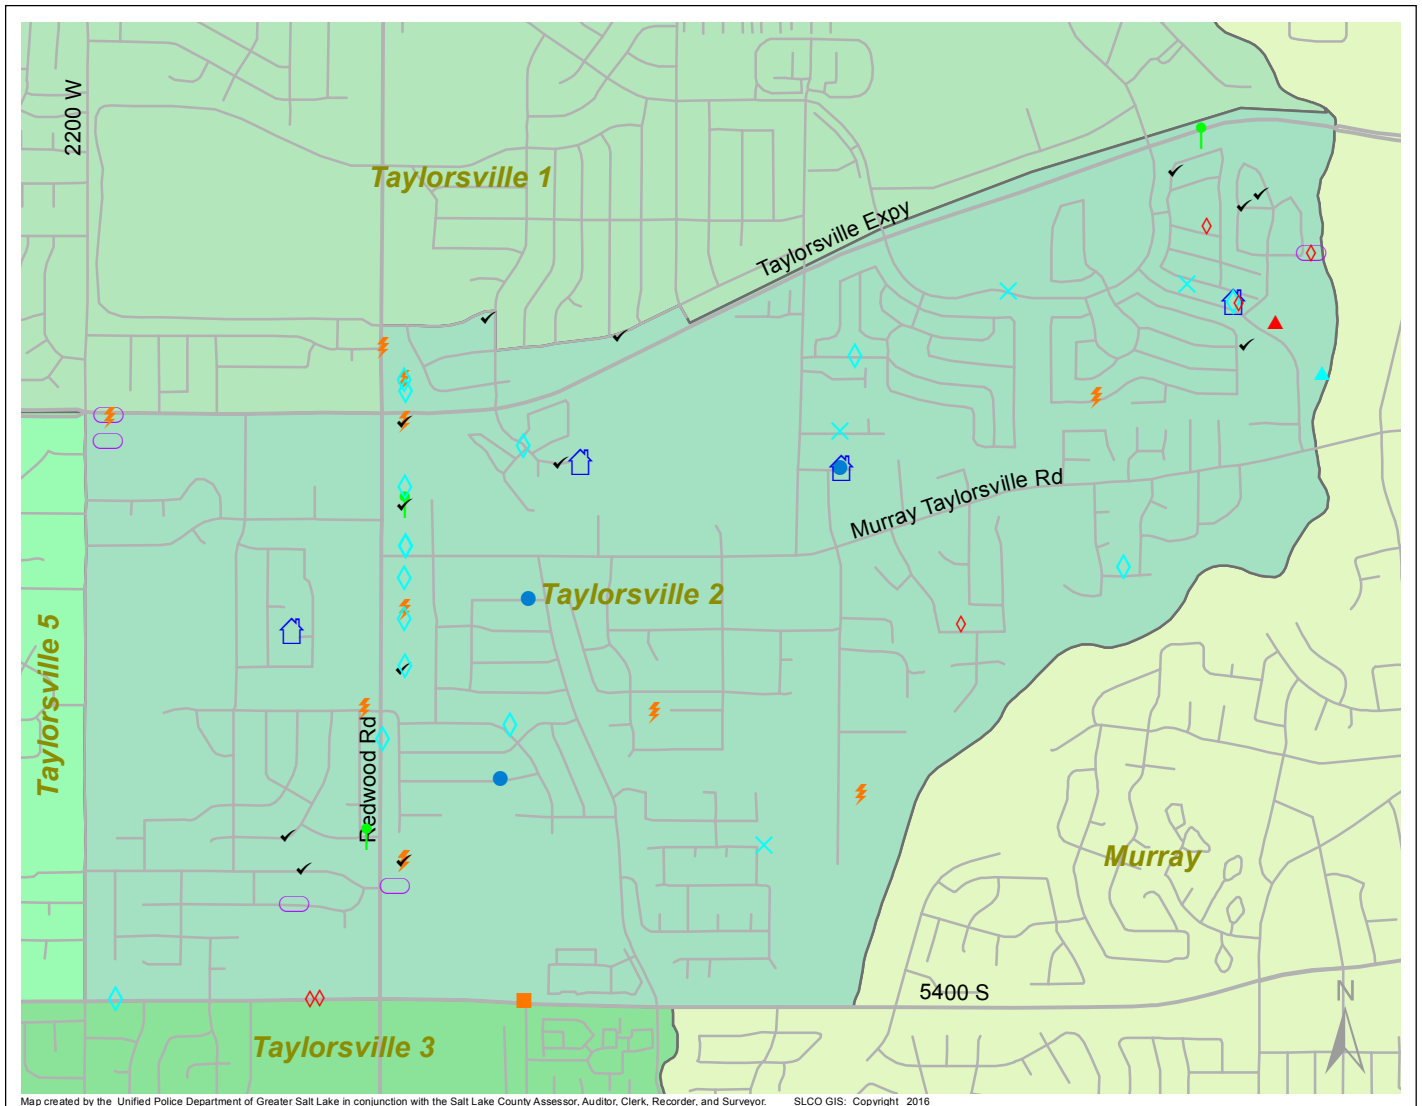 2200 W
Taylorsville 1
Taylorsville Expy
Murray Taylorsville Rd
Taylorsville 2
Taylorsville 5
Redwood Rd
Murray
5400 S
N
Taylorsville 3
Map created by the Unified Police Department of Greater Salt Lake in conjunction with the Salt Lake County Assessor, Auditor, Clerk, Recorder, and Surveyor. SLCO GIS: Copyright 2016